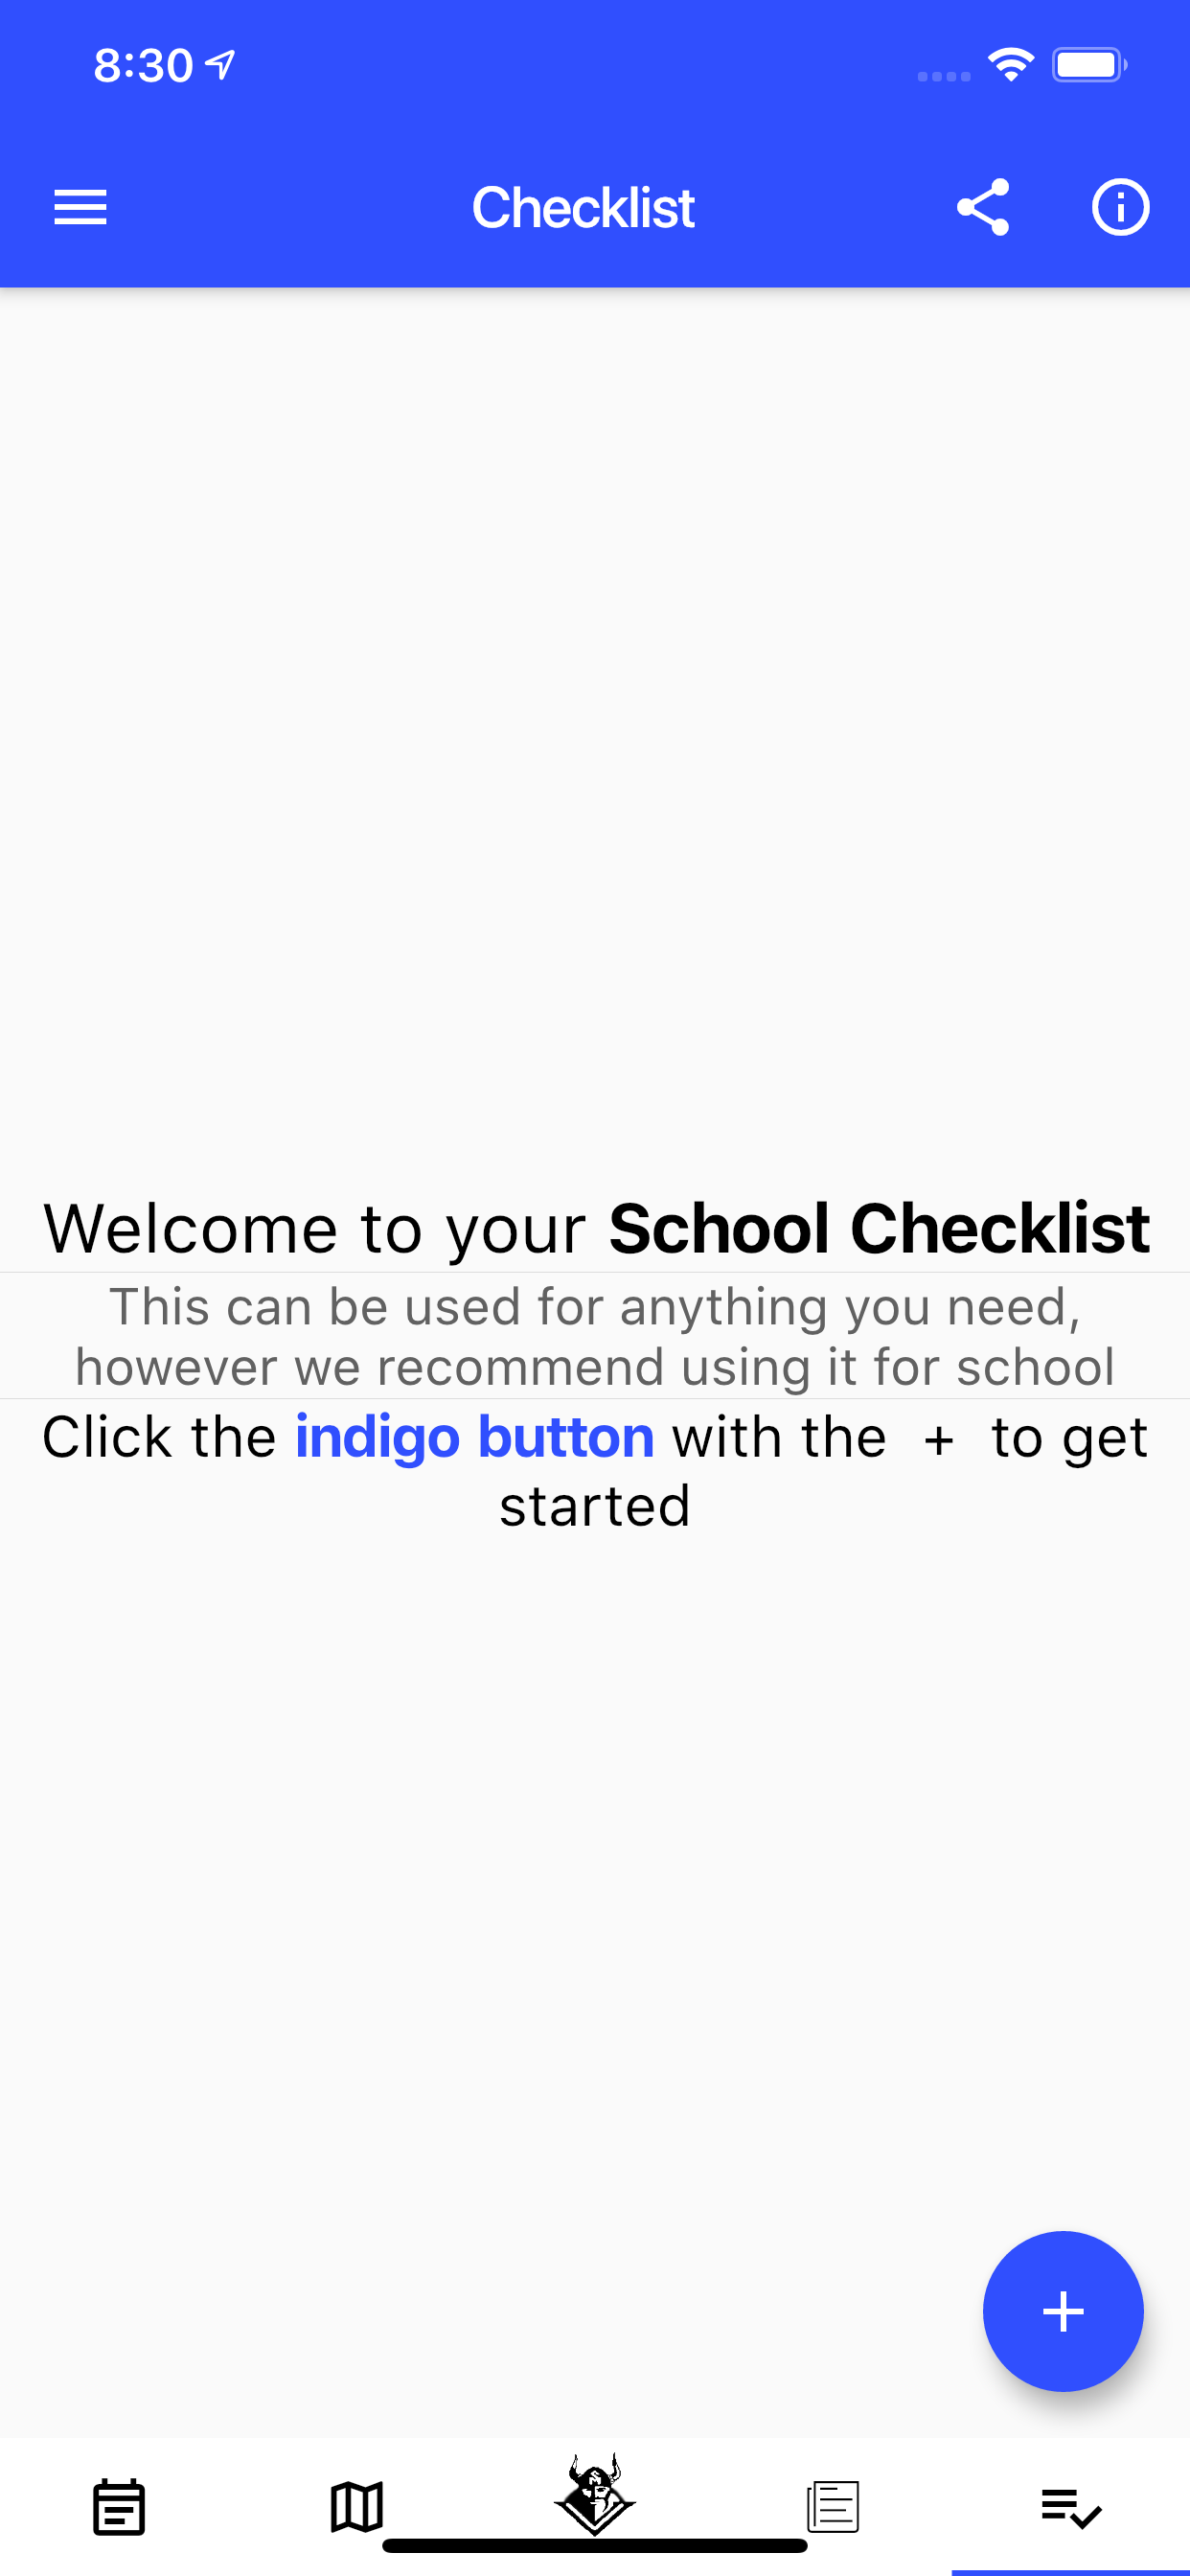 8:30
Checklist
Welcome to your School Checklist
This can be used for anything you need,
however we recommend using it for school
Click the indigo button with the + to get
started
+